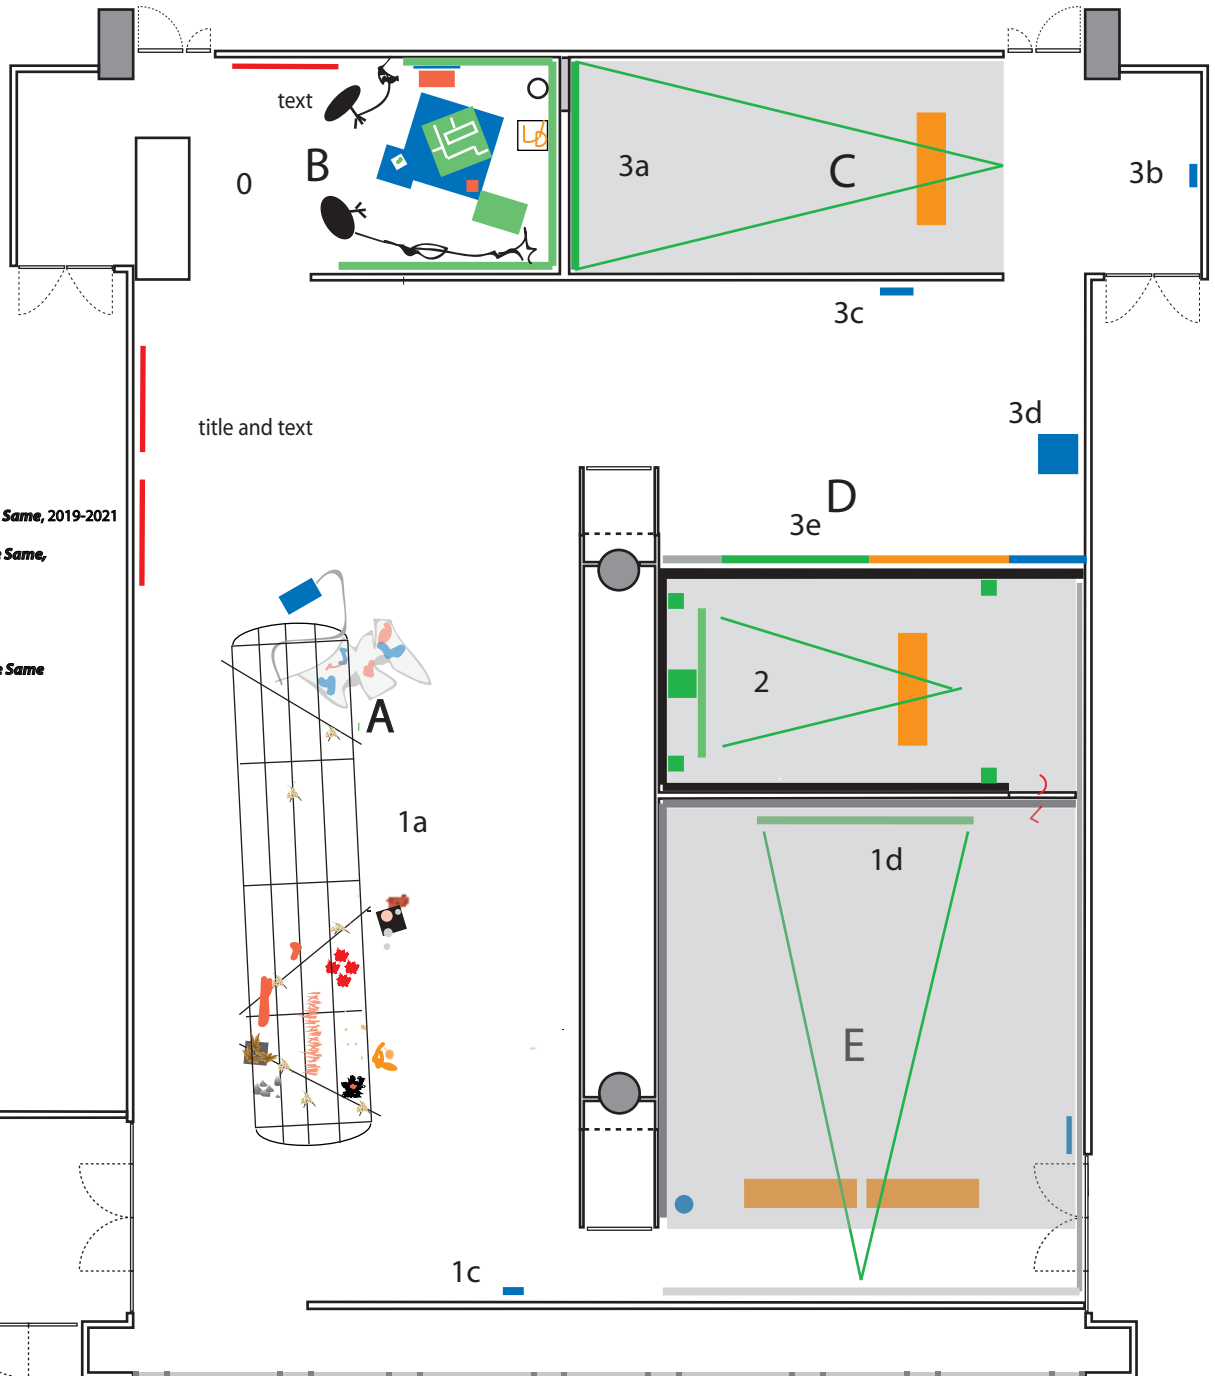 text
B
0
3a
C
3b
3c
title and text
3d
D
3e
Same, 2019-2021
e Same,
e Same
2
A
1a
1d
E
1c